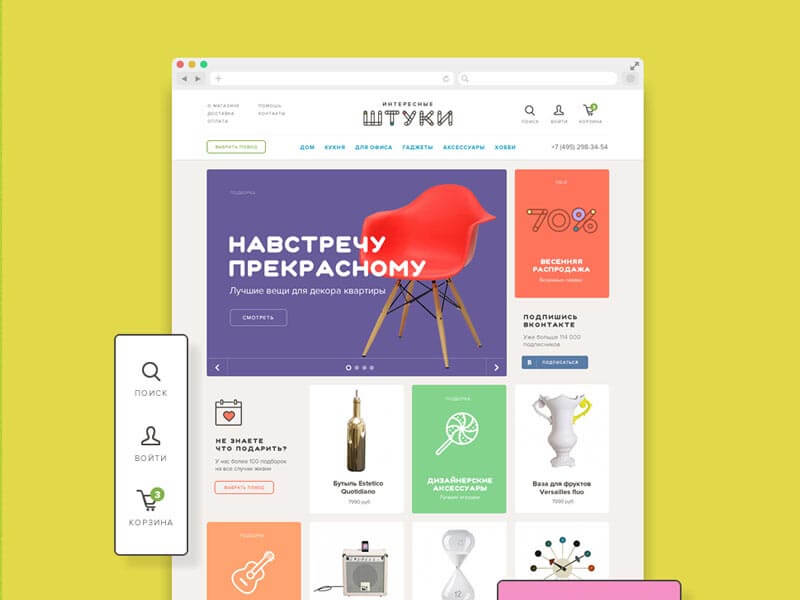 О МАГАЗИНЕ
ДОСТАВКА
ОПЛАТА
ПОМОЩЬ
КОНТАКТЫ
ИНТЕРЕСНЫЕ
ШТУКИ
ПОИСК
ВОЙТИ
КОРЗИНА
ВЫБРАТЬ ПОВОД
ДОМ
КУХНЯ
ДЛЯ ОФИСА
ГАДЖЕТЫ
АКСЕССУАРЫ
ХОББИ
+7 (495) 298-34-54
ПОДБОРКА
НАВСТРЕЧУ
ПРЕКРАСНОМУ
Лучшие вещи для декора квартиры
СМОТРЕТЬ
SALE
70%
ВЕСЕННЯЯ
РАСПРОДАЖА
ПОДПИШИСЬ
ВКОНТАКТЕ
Уже больше 114 000
подписчиков
В ПОДПИСАТЬСЯ
ПОИСК
ВОЙТИ
3
КОРЗИНА
НЕ ЗНАЕТЕ
ЧТО ПОДАРИТЬ?
У нас более 100 подборок
на все случаи жизни
ВЫБРАТЬ ПОВОД
Бутыль Estetico
Quotidiano
7990 руб
ПОДБОРКА
ДИЗАЙНЕРСКИЕ
АКСЕССУАРЫ
Лучшие игрушки
Ваза для фруктов
Versailles fluo
7990 руб
ПОДБОРКА
12